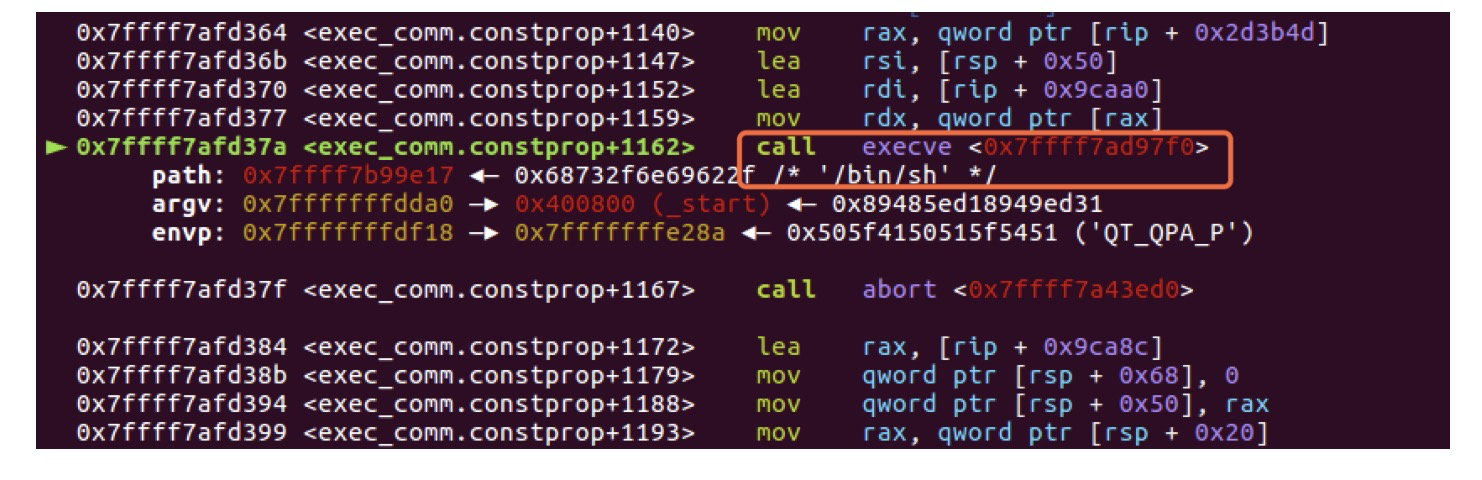 0x7ffff7afd364 <exec_comm.constprop+1140>    mov    rax, qword ptr [rip + 0x2d3b4d]
0x7ffff7afd36b <exec_comm.constprop+1147>    lea    rsi, [rsp + 0x50]
0x7ffff7afd370 <exec_comm.constprop+1152>    lea    rdi, [rip + 0x9caa0]
0x7ffff7afd377 <exec_comm.constprop+1159>    mov    rdx, qword ptr [rax]
► 0x7ffff7afd37a <exec_comm.constprop+1162>    call   execve <0x7ffff7ad97f0>
path: 0x7ffff7b99e17 ◄— 0x68732f6e69622f /* '/bin/sh' */
argv: 0x7fffffffdda0 —► 0x400800 (_start) ◄— 0x89485ed18949ed31
envp: 0x7fffffffdf18 —► 0x7fffffffe28a ◄— 0x505f4150515f5451 ('QT_QPA_P')
0x7ffff7afd37f <exec_comm.constprop+1167>    call   abort <0x7ffff7a43ed0>
0x7ffff7afd384 <exec_comm.constprop+1172>    lea    rax, [rip + 0x9ca8c]
0x7ffff7afd38b <exec_comm.constprop+1179>    mov    qword ptr [rsp + 0x68], 0
0x7ffff7afd394 <exec_comm.constprop+1188>    mov    qword ptr [rsp + 0x50], rax
0x7ffff7afd399 <exec_comm.constprop+1193>    mov    rax, qword ptr [rsp + 0x20]